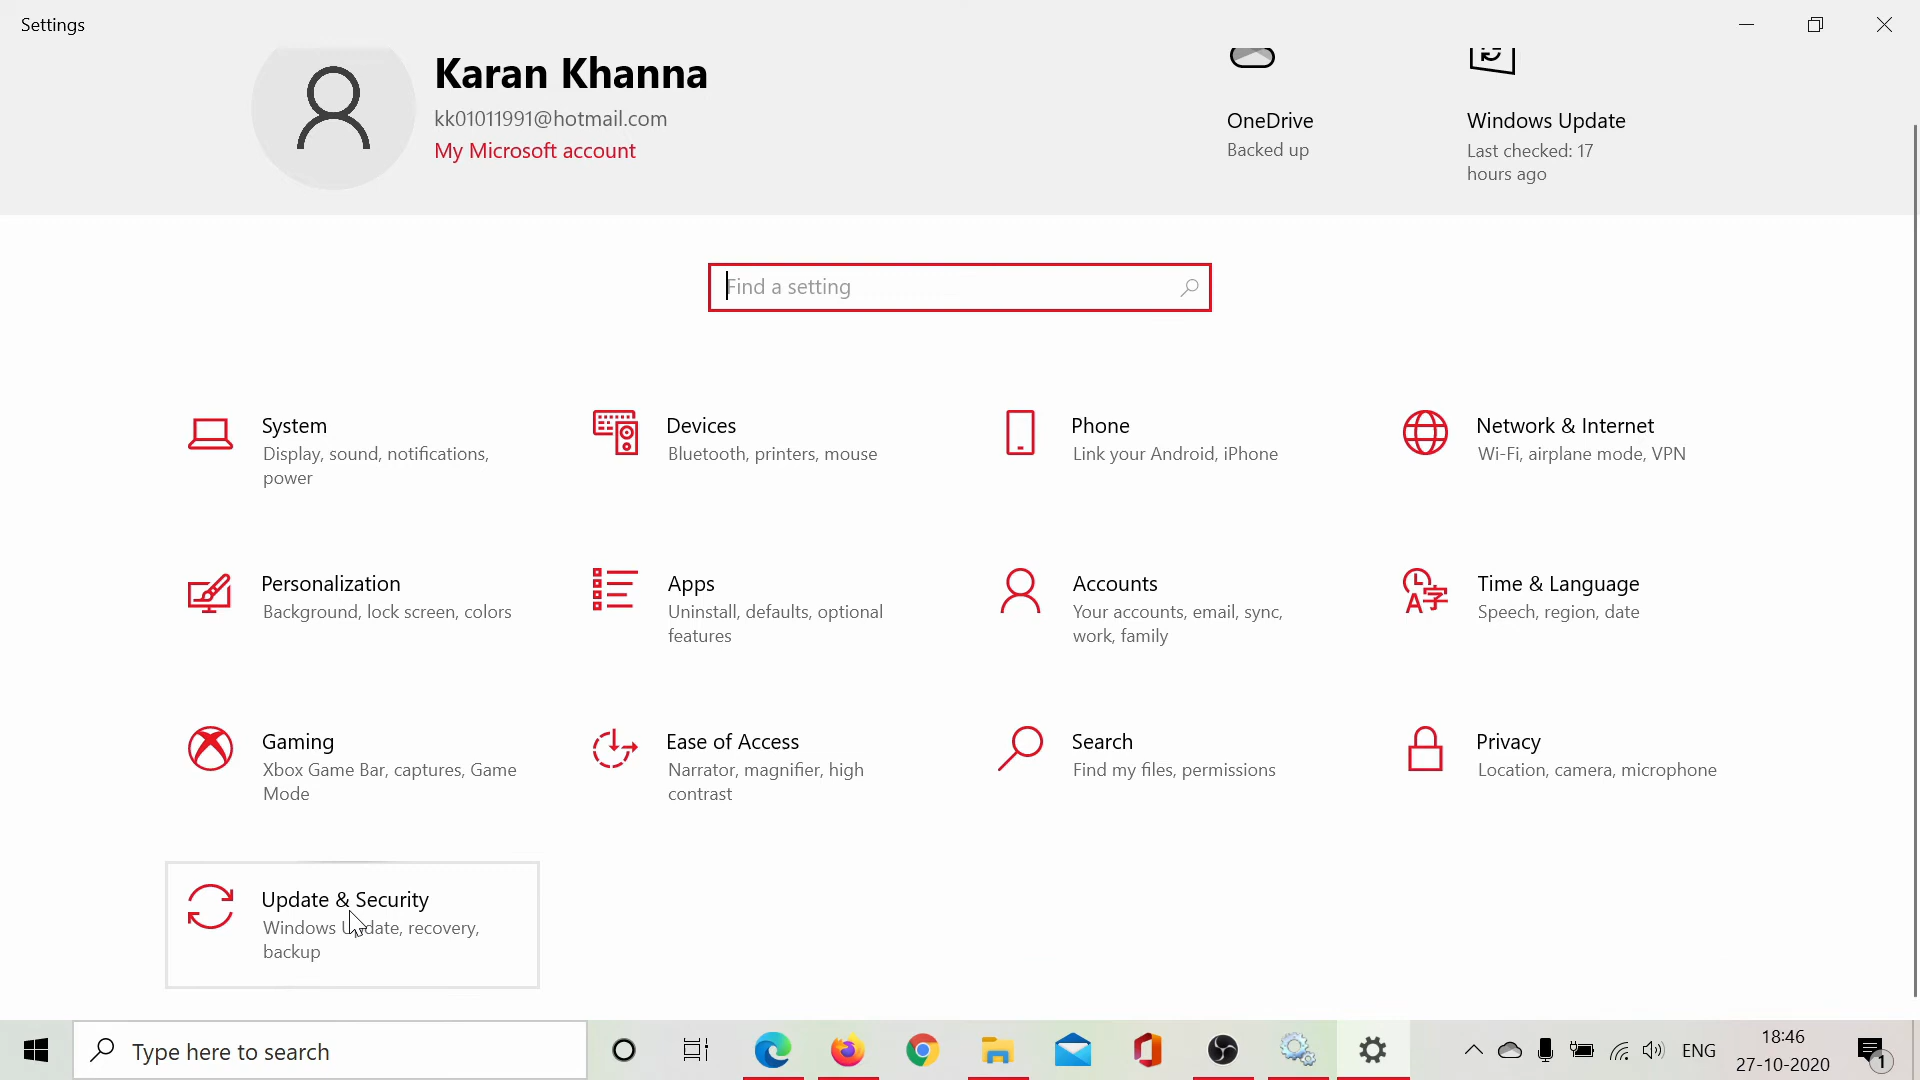 Settings
Karan Khanna
kk01011991@hotmail.com
My Microsoft account
OneDrive
Backed up
Windows Update
Last checked: 17
hours ago
Find a setting
System
Display, sound, notifications,
power
Devices
Bluetooth, printers, mouse
Phone
Link your Android, iPhone
Network & Internet
Wi-Fi, airplane mode, VPN
Personalization
Background, lock screen, colors
Apps
Uninstall, defaults, optional
features
Accounts
Your accounts, email, sync,
work, family
Time & Language
Speech, region, date
Gaming
Xbox Game Bar, captures, Game
Mode
Ease of Access
Narrator, magnifier, high
contrast
Search
Find my files, permissions
Privacy
Location, camera, microphone
Update & Security
Windows Update, recovery,
backup
Type here to search
ENG
18:46
27-10-2020
1